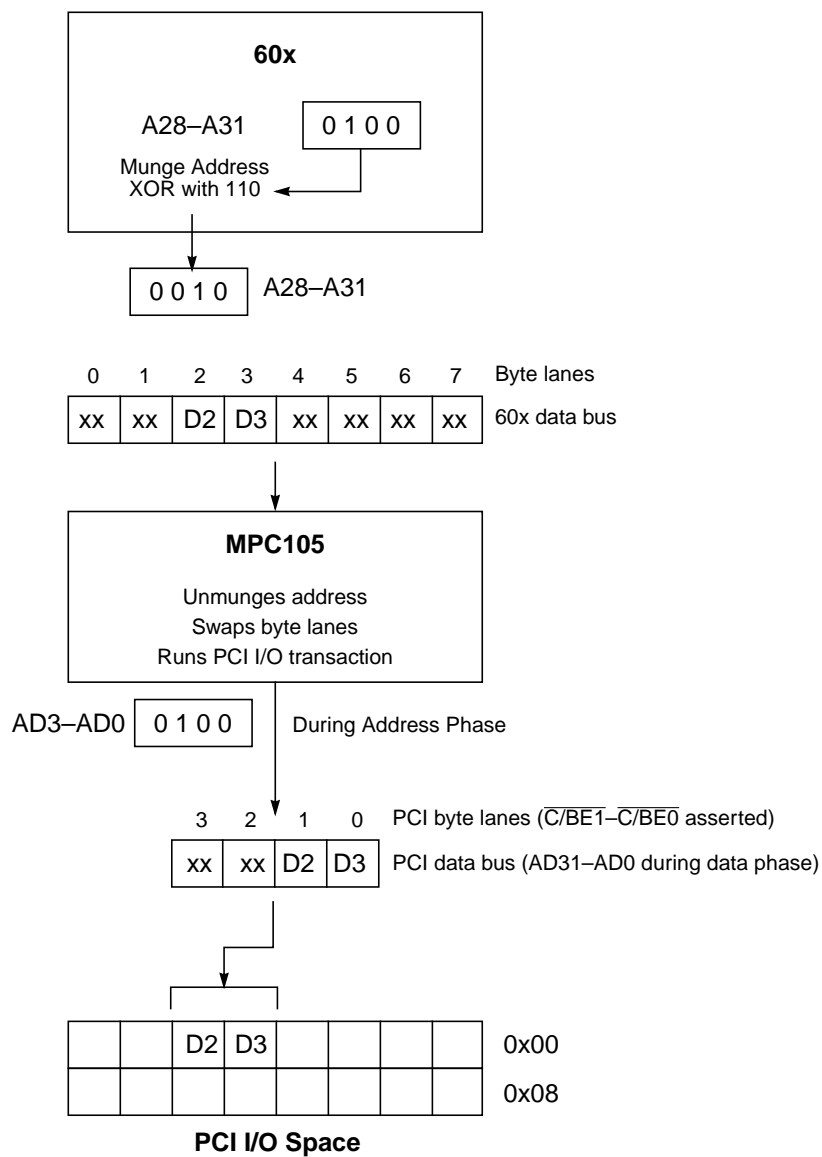 60x
A28–A31 0 1 0 0
Munge Address
XOR with 110
0 0 1 0 A28–A31
0 1 2 3 4 5 6 7 Byte lanes
xx xx D2 D3 xx xx xx xx 60x data bus
MPC105
Unmunges address
Swaps byte lanes
Runs PCI I/O transaction
AD3–AD0 0 1 0 0 During Address Phase
3 2 1 0 PCI byte lanes (C/BE1–C/BE0 asserted)
xx xx D2 D3 PCI data bus (AD31–AD0 during data phase)
D2 D3 0x00
0x08
PCI I/O Space